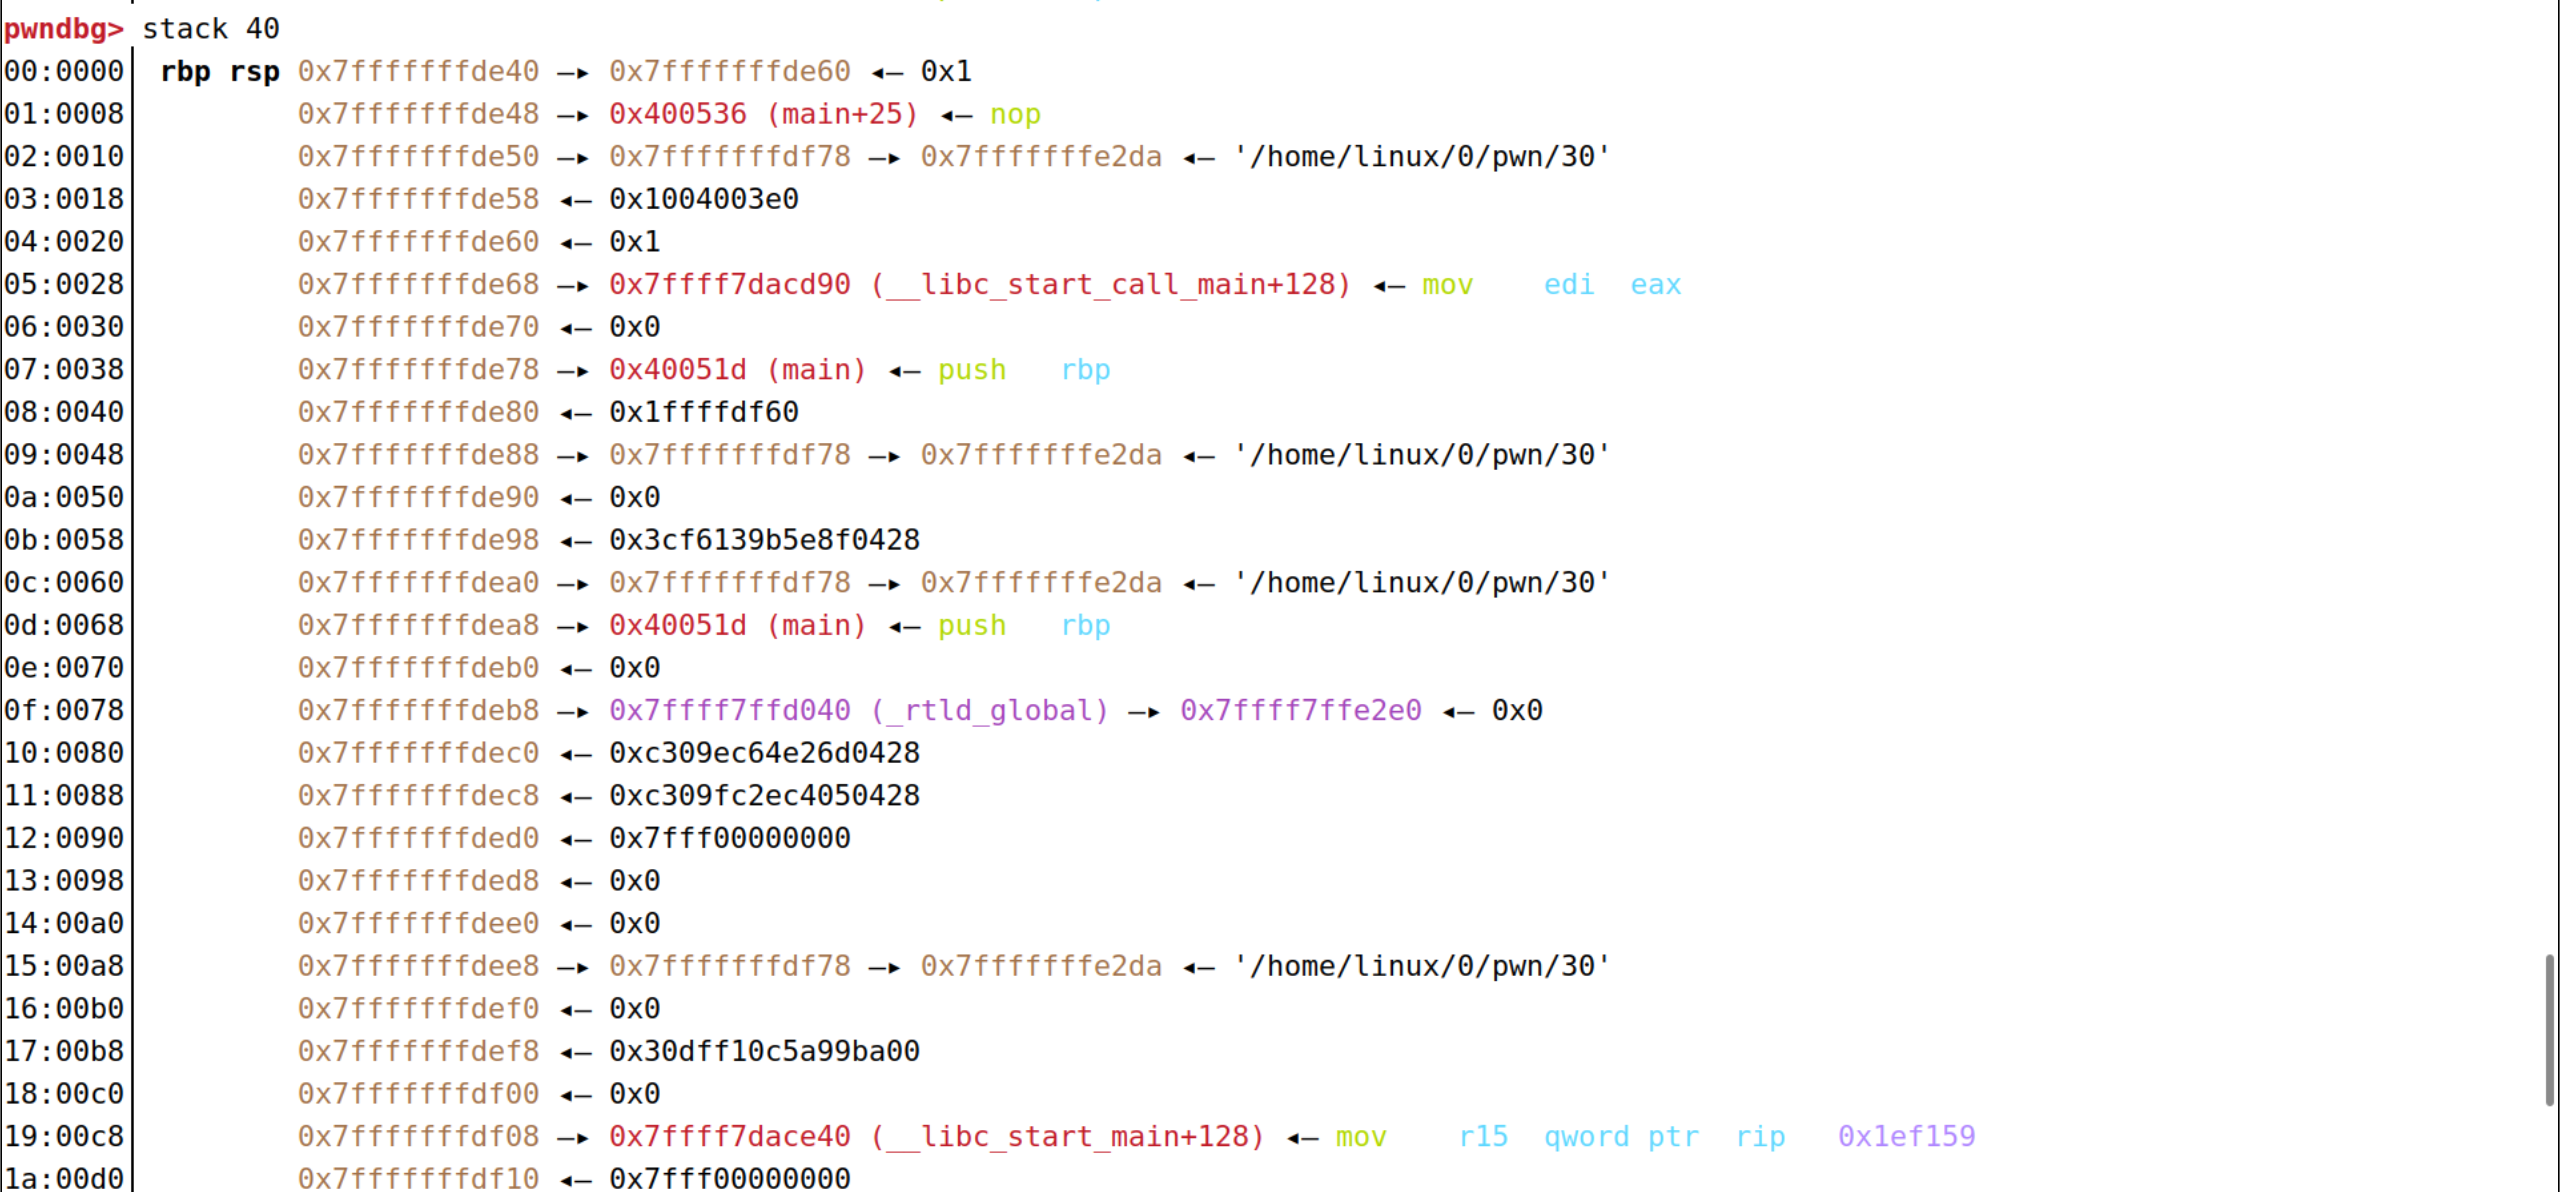 pwndbg> stack 40
00:0000│ rbp rsp 0x7fffffffde40 —▸ 0x7fffffffde60 ◂— 0x1
01:0008│ 0x7fffffffde48 —▸ 0x400536 (main+25) ◂— nop
02:0010│ 0x7fffffffde50 —▸ 0x7fffffffdf78 —▸ 0x7fffffffe2da ◂— '/home/linux/0/pwn/30'
03:0018│ 0x7fffffffde58 ◂— 0x1004003e0
04:0020│ 0x7fffffffde60 ◂— 0x1
05:0028│ 0x7fffffffde68 —▸ 0x7ffff7dacd90 (__libc_start_call_main+128) ◂— mov edi eax
06:0030│ 0x7fffffffde70 ◂— 0x0
07:0038│ 0x7fffffffde78 —▸ 0x40051d (main) ◂— push rbp
08:0040│ 0x7fffffffde80 ◂— 0x1ffffdf60
09:0048│ 0x7fffffffde88 —▸ 0x7fffffffdf78 —▸ 0x7fffffffe2da ◂— '/home/linux/0/pwn/30'
0a:0050│ 0x7fffffffde90 ◂— 0x0
0b:0058│ 0x7fffffffde98 ◂— 0x3cf6139b5e8f0428
0c:0060│ 0x7fffffffdea0 —▸ 0x7fffffffdf78 —▸ 0x7fffffffe2da ◂— '/home/linux/0/pwn/30'
0d:0068│ 0x7fffffffdea8 —▸ 0x40051d (main) ◂— push rbp
0e:0070│ 0x7fffffffdeb0 ◂— 0x0
0f:0078│ 0x7fffffffdeb8 —▸ 0x7ffff7ffd040 (_rtld_global) —▸ 0x7ffff7ffe2e0 ◂— 0x0
10:0080│ 0x7fffffffdec0 ◂— 0xc309ec64e26d0428
11:0088│ 0x7fffffffdec8 ◂— 0xc309fc2ec4050428
12:0090│ 0x7fffffffded0 ◂— 0x7fff00000000
13:0098│ 0x7fffffffded8 ◂— 0x0
14:00a0│ 0x7fffffffdee0 ◂— 0x0
15:00a8│ 0x7fffffffdee8 —▸ 0x7fffffffdf78 —▸ 0x7fffffffe2da ◂— '/home/linux/0/pwn/30'
16:00b0│ 0x7fffffffdef0 ◂— 0x0
17:00b8│ 0x7fffffffdef8 ◂— 0x30dff10c5a99ba00
18:00c0│ 0x7fffffffdf00 ◂— 0x0
19:00c8│ 0x7fffffffdf08 —▸ 0x7ffff7dace40 (__libc_start_main+128) ◂— mov r15 qword ptr rip 0x1ef159
1a:00d0│ 0x7fffffffdf10 ◂— 0x7fff00000000